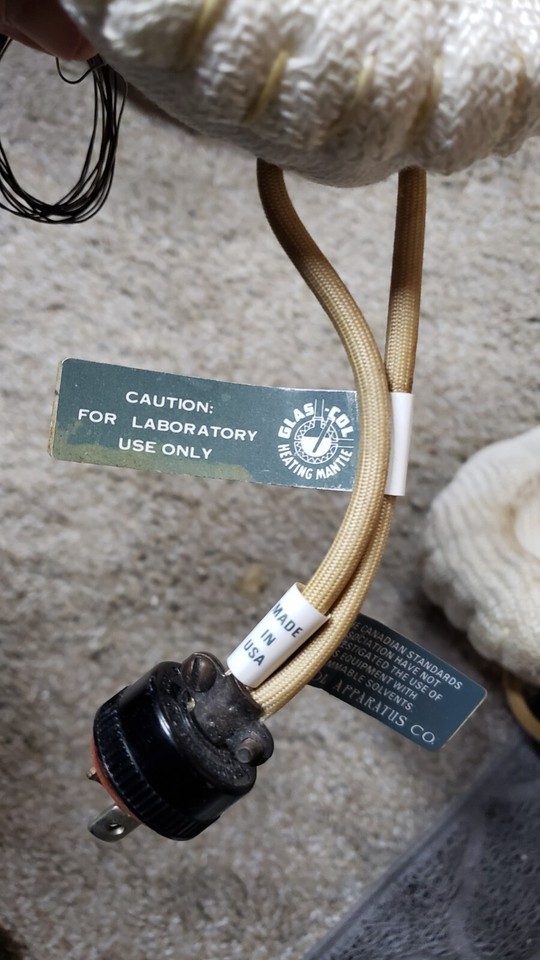 CAUTION:
FOR LABORATORY
USE ONLY
GLAS-COL
HEATING MANTLE
MADE
IN
USA
CANADIAN STANDARDS
HAVE NOT
THE USE OF
EQUIPMENT WITH
SOLVENTS.
APPARATUS CO.